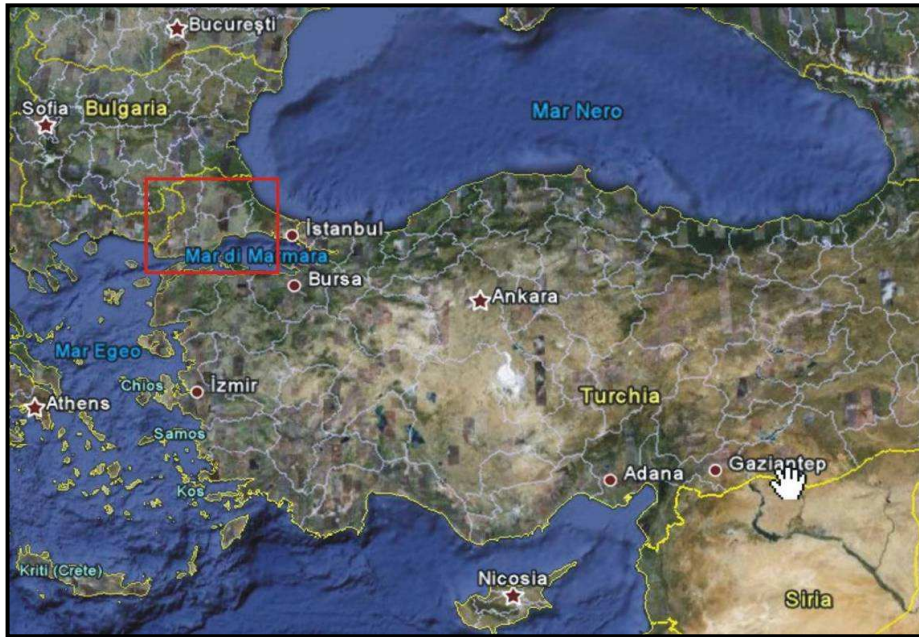 Bucureşti
Sofia
Bulgaria
Mar Nero
İstanbul
Mar di Marmara
Bursa
Ankara
Mar Egeo
Chios
İzmir
Turchia
Athens
Samos
Gaziantep
Adana
Kos
Kriti (Crete)
Nicosia
Siria